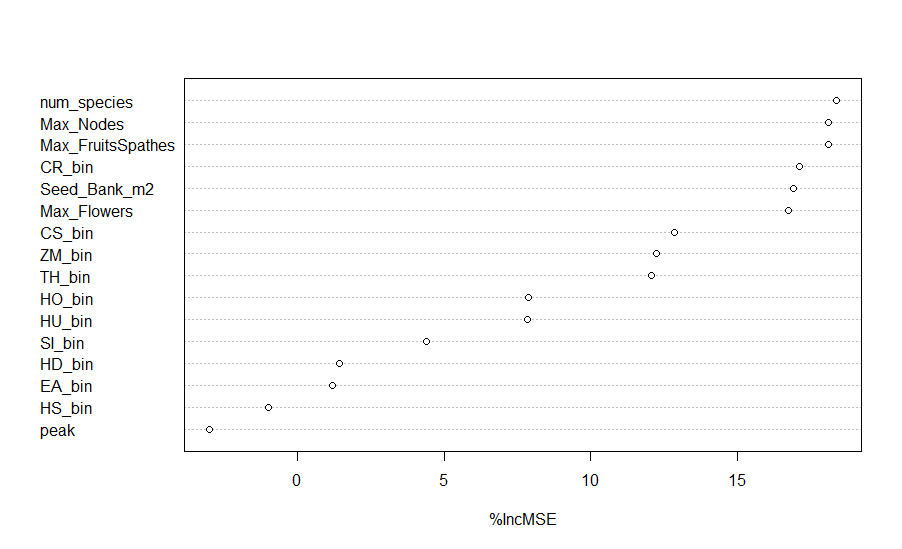 num_species
Max_Nodes
Max_FruitsSpathes
CR_bin
Seed_Bank_m2
Max_Flowers
CS_bin
ZM_bin
TH_bin
HO_bin
HU_bin
SI_bin
HD_bin
EA_bin
HS_bin
peak
0 5 10 15
%IncMSE